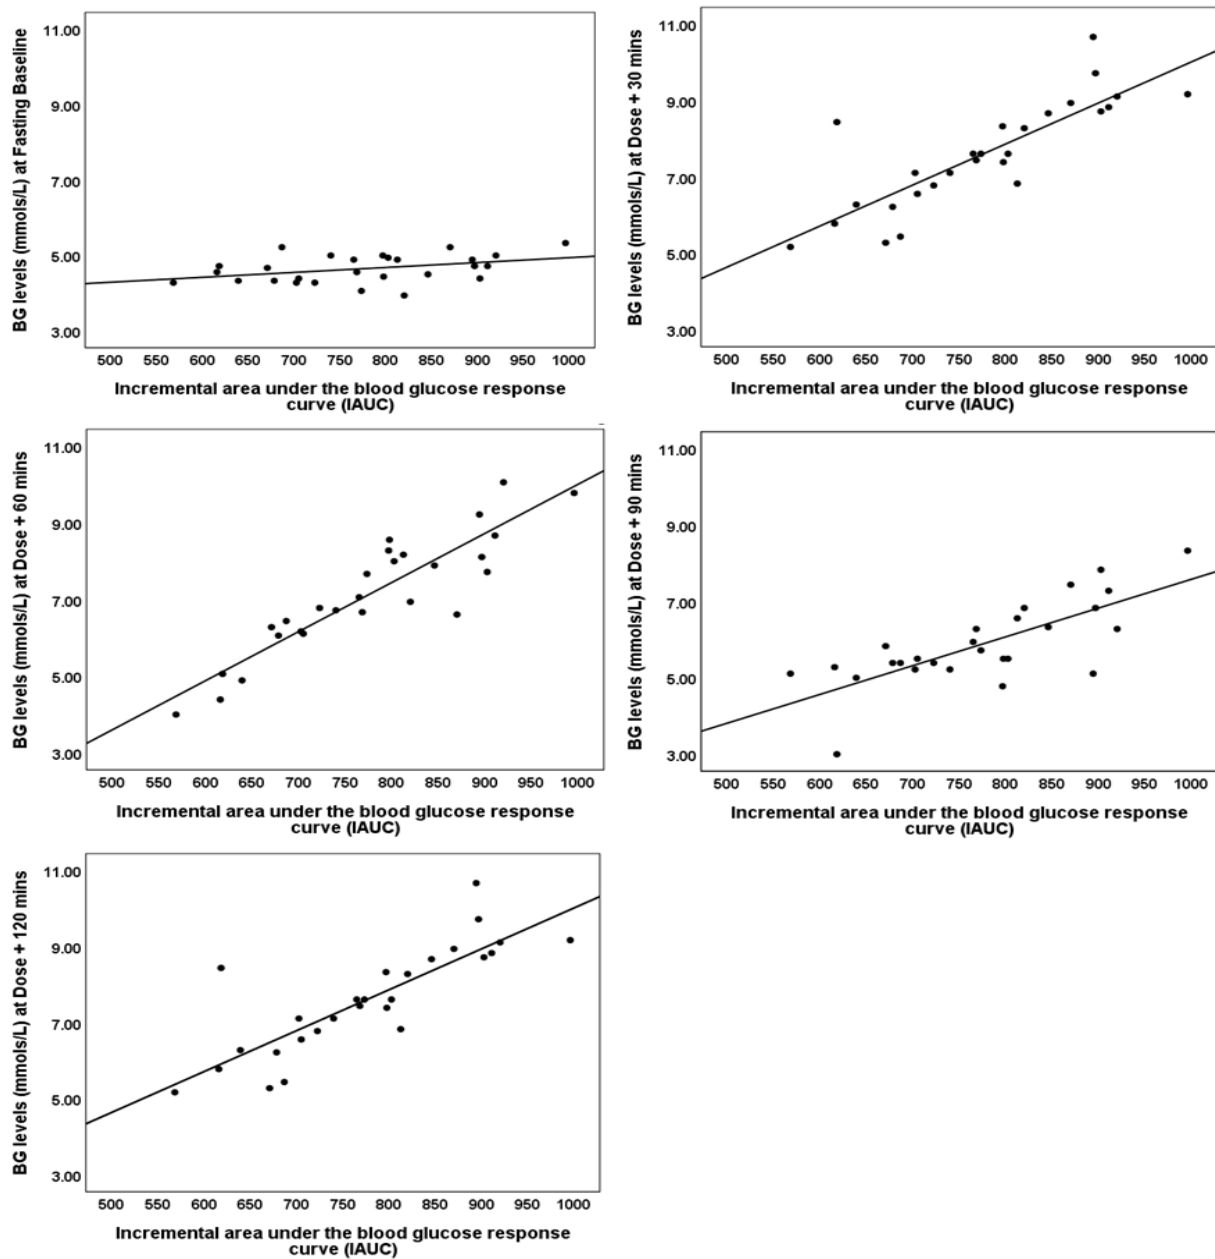 BG levels (mmols/L) at Fasting Baseline
11.00
9.00
7.00
5.00
3.00
500 550 600 650 700 750 800 850 900 950 1000
Incremental area under the blood glucose response
curve (IAUC)
BG levels (mmols/L) at Dose + 30 mins
11.00
9.00
7.00
5.00
3.00
500 550 600 650 700 750 800 850 900 950 1000
Incremental area under the blood glucose response
curve (IAUC)
BG levels (mmols/L) at Dose + 60 mins
11.00
9.00
7.00
5.00
3.00
500 550 600 650 700 750 800 850 900 950 1000
Incremental area under the blood glucose response
curve (IAUC)
BG levels (mmols/L) at Dose + 90 mins
11.00
9.00
7.00
5.00
3.00
500 550 600 650 700 750 800 850 900 950 1000
Incremental area under the blood glucose response
curve (IAUC)
BG levels (mmols/L) at Dose + 120 mins
11.00
9.00
7.00
5.00
3.00
500 550 600 650 700 750 800 850 900 950 1000
Incremental area under the blood glucose response
curve (IAUC)